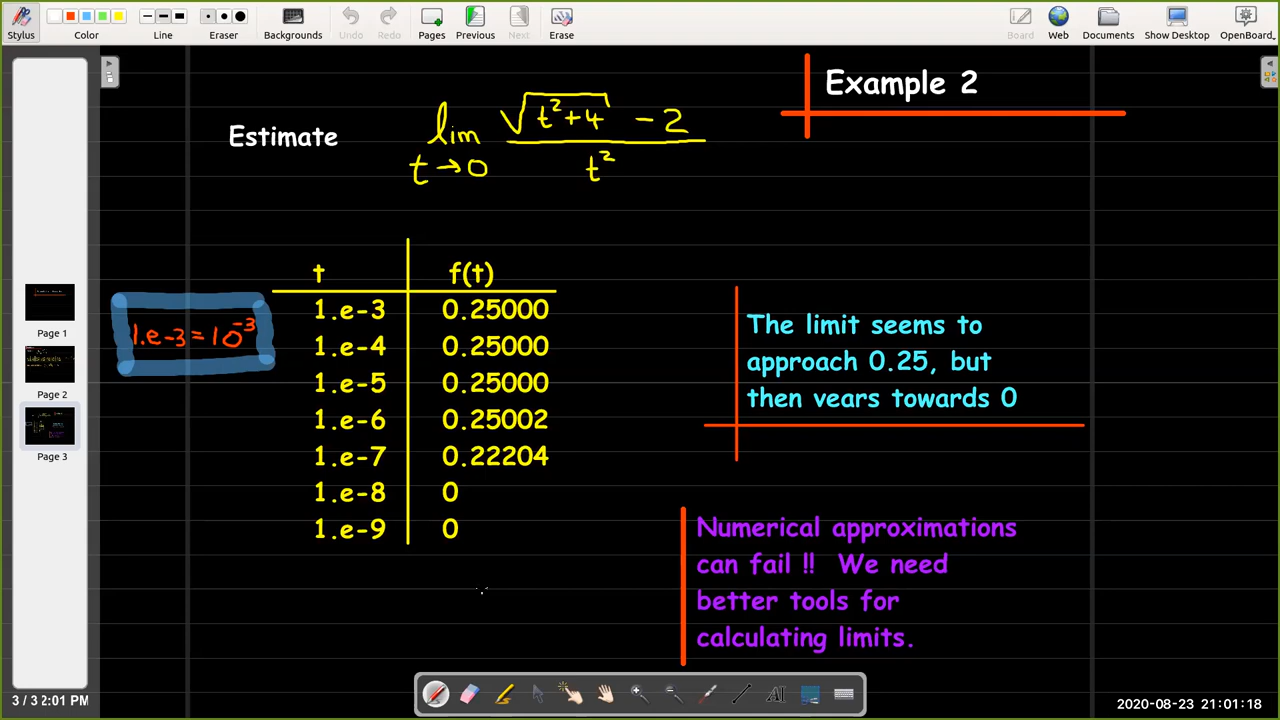 Stylus
Color
Line
Eraser
Backgrounds
Undo
Redo
Pages
Previous
Next
Erase
Board
Web
Documents
Show Desktop
OpenBoard
Example 2
Estimate lim t→0 (√(t²+4) − 2) / t²
t f(t)
1.e-3 0.25000
1.e-4 0.25000
1.e-5 0.25000
1.e-6 0.25002
1.e-7 0.22204
1.e-8 0
1.e-9 0
1.e-3=10⁻³
The limit seems to
approach 0.25, but
then vears towards 0
Numerical approximations
can fail !! We need
better tools for
calculating limits.
Page 1
Page 2
Page 3
3 / 3 2:01 PM
AI
2020-08-23 21:01:18